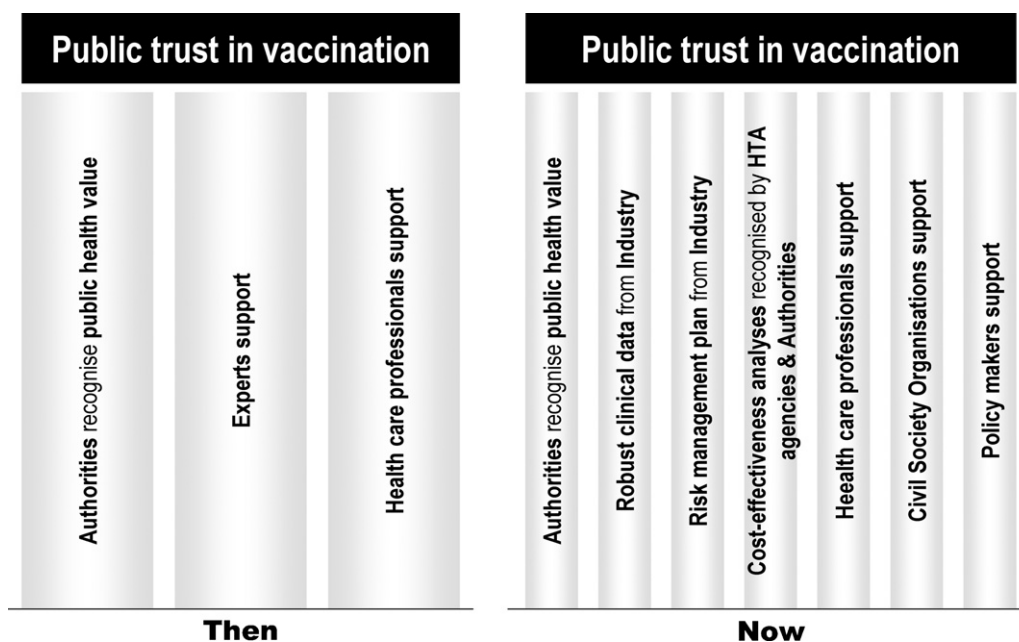 Public trust in vaccination
Authorities recognise public health value
Experts support
Health care professionals support
Then
Public trust in vaccination
Authorities recognise public health value
Robust clinical data from Industry
Risk management plan from Industry
Cost-effectiveness analyses recognised by HTA
agencies & Authorities
Heealth care professionals support
Civil Society Organisations support
Policy makers support
Now